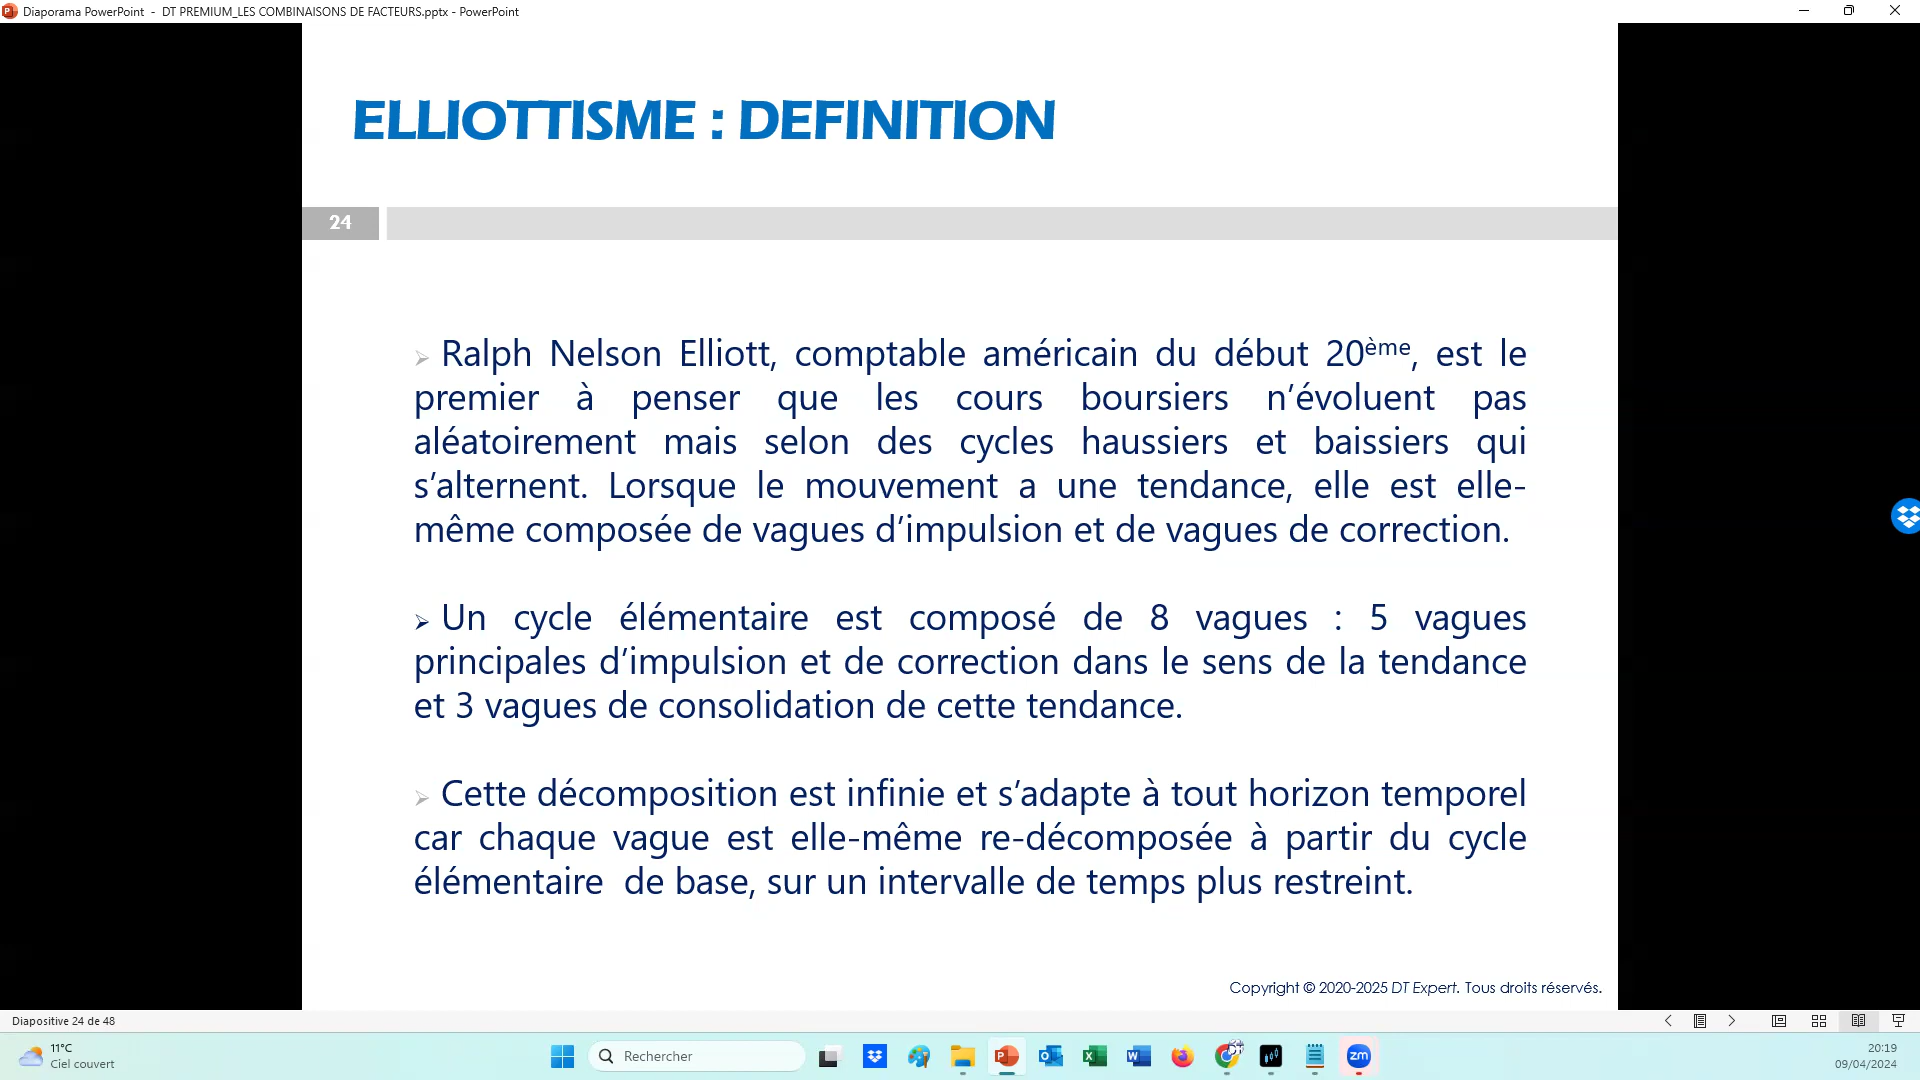 Diaporama PowerPoint - DT PREMIUM_LES COMBINAISONS DE FACTEURS.pptx - PowerPoint
ELLIOTTISME : DEFINITION
24
Ralph Nelson Elliott, comptable américain du début 20ème, est le
premier à penser que les cours boursiers n’évoluent pas
aléatoirement mais selon des cycles haussiers et baissiers qui
s’alternent. Lorsque le mouvement a une tendance, elle est elle-
même composée de vagues d’impulsion et de vagues de correction.
Un cycle élémentaire est composé de 8 vagues : 5 vagues
principales d’impulsion et de correction dans le sens de la tendance
et 3 vagues de consolidation de cette tendance.
Cette décomposition est infinie et s’adapte à tout horizon temporel
car chaque vague est elle-même re-décomposée à partir du cycle
élémentaire de base, sur un intervalle de temps plus restreint.
Copyright © 2020-2025 DT Expert. Tous droits réservés.
Diapositive 24 de 48
11°C
Ciel couvert
Rechercher
zm
20:19
09/04/2024